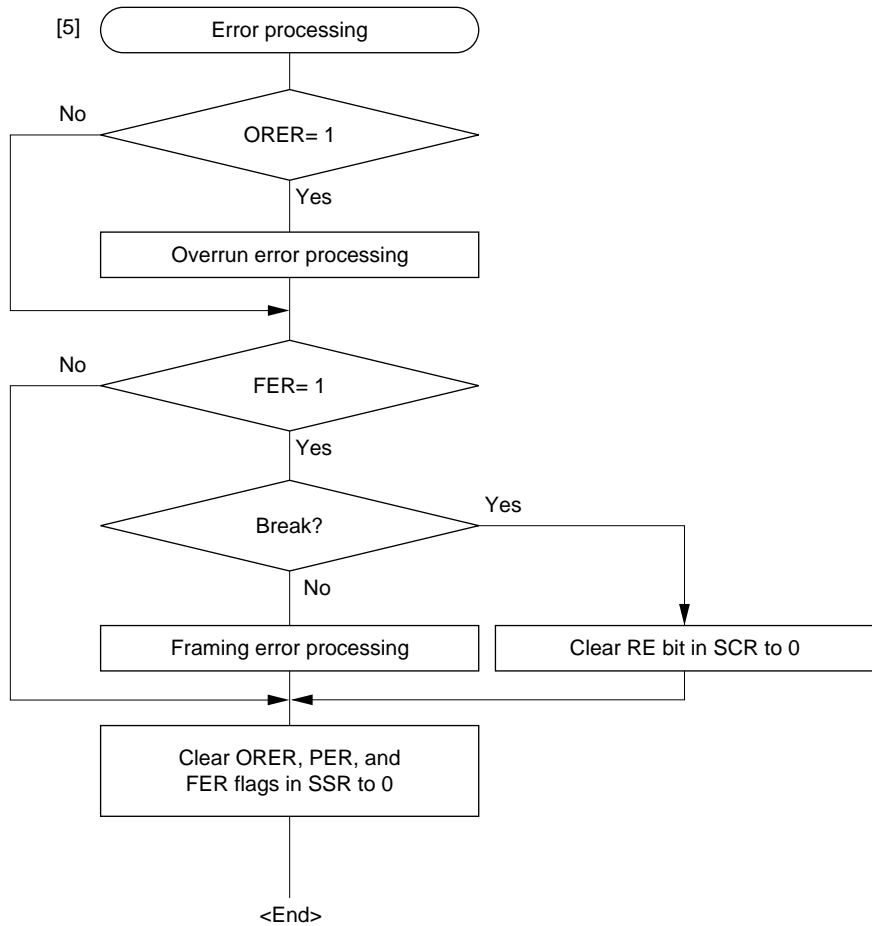 [5]
Error processing
No
ORER= 1
Yes
Overrun error processing
No
FER= 1
Yes
Break?
Yes
No
Framing error processing
Clear RE bit in SCR to 0
Clear ORER, PER, and
FER flags in SSR to 0
<End>